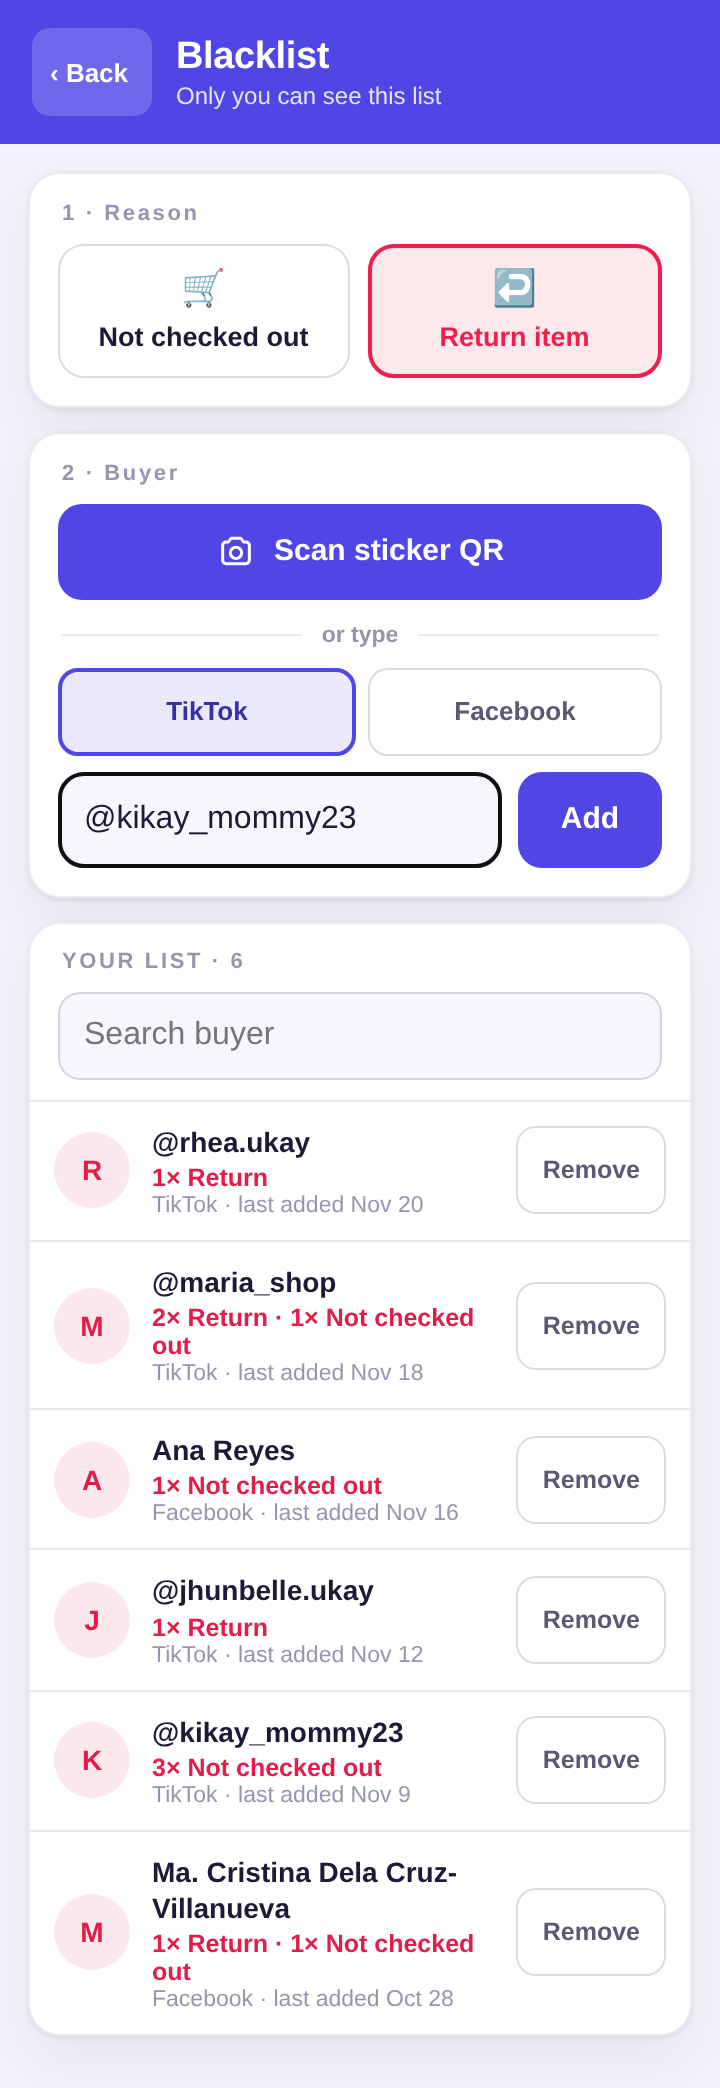 ‹ Back
Blacklist
Only you can see this list
1 · Reason
Not checked out
Return item
2 · Buyer
Scan sticker QR
or type
TikTok
Facebook
@kikay_mommy23
Add
YOUR LIST · 6
Search buyer
R
@rhea.ukay
1× Return
TikTok · last added Nov 20
Remove
M
@maria_shop
2× Return · 1× Not checked
out
TikTok · last added Nov 18
Remove
A
Ana Reyes
1× Not checked out
Facebook · last added Nov 16
Remove
J
@jhunbelle.ukay
1× Return
TikTok · last added Nov 12
Remove
K
@kikay_mommy23
3× Not checked out
TikTok · last added Nov 9
Remove
M
Ma. Cristina Dela Cruz-
Villanueva
1× Return · 1× Not checked
out
Facebook · last added Oct 28
Remove